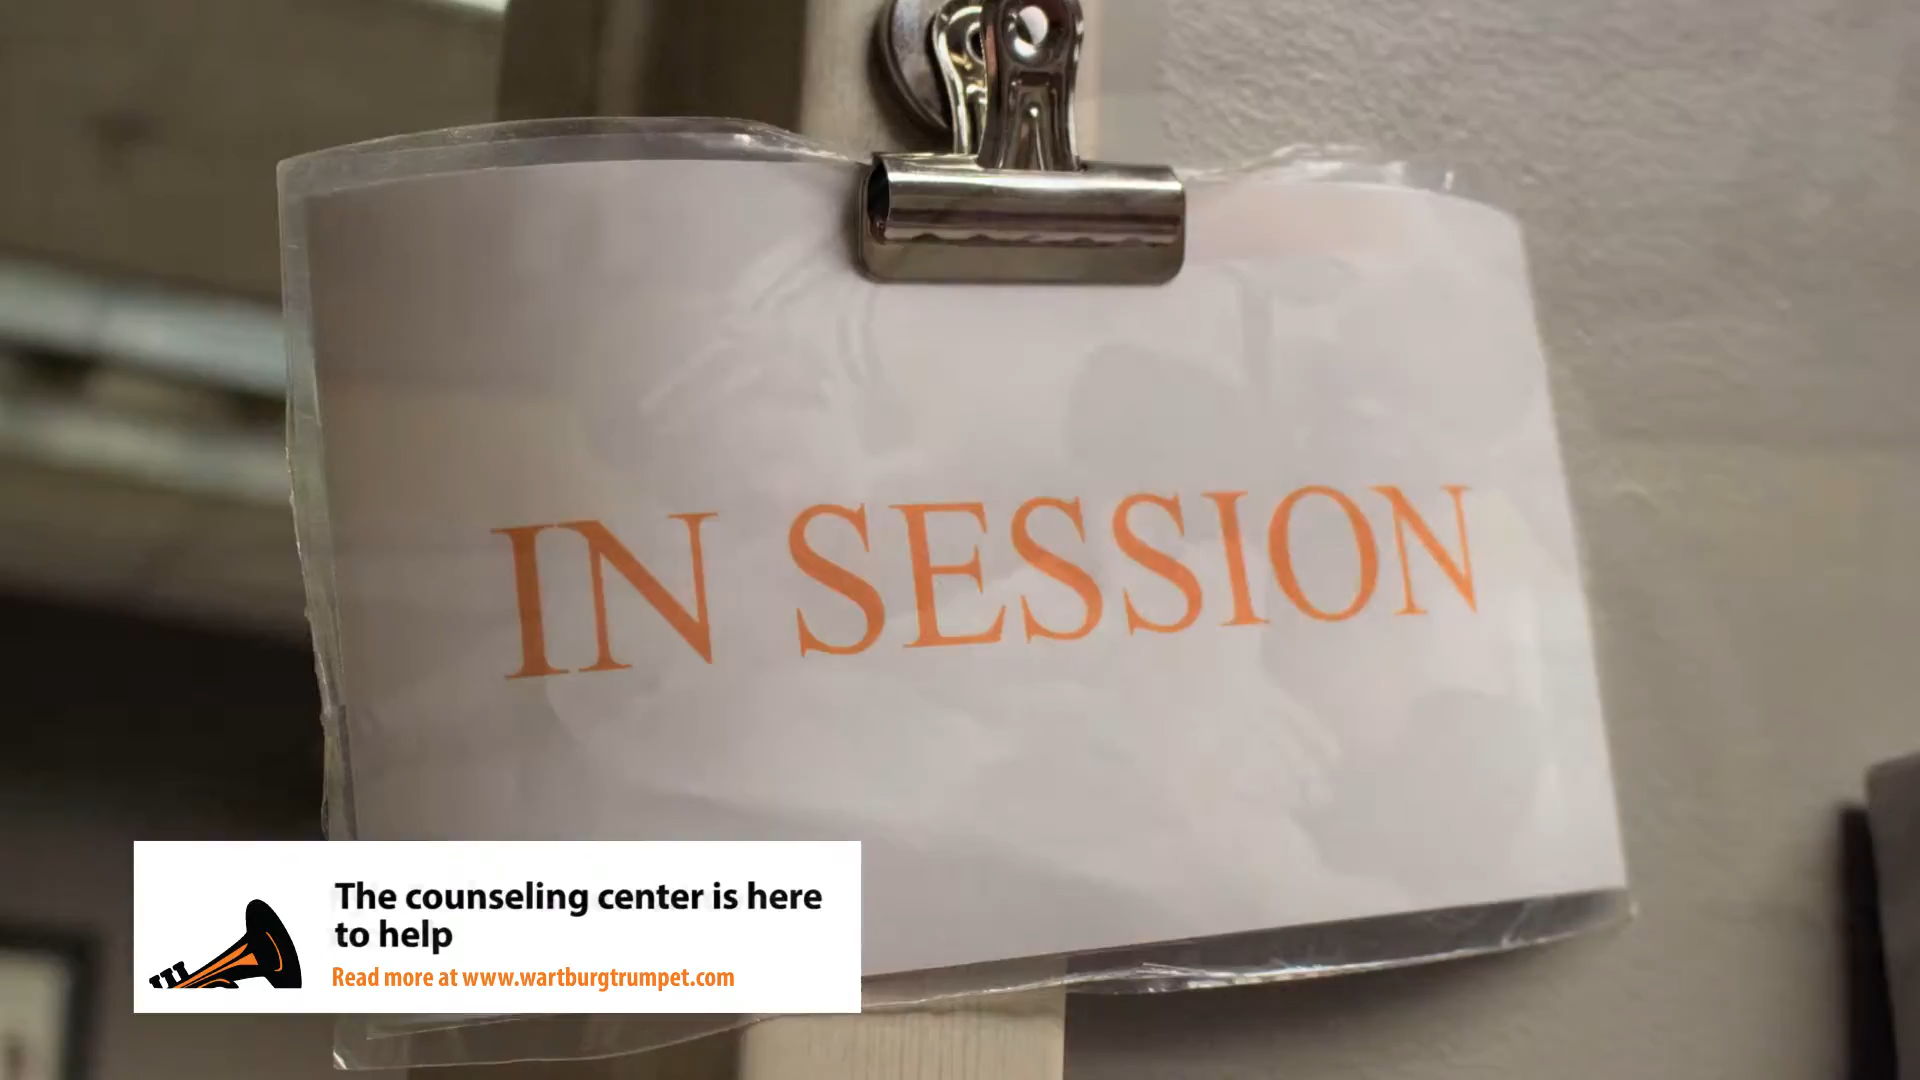 IN SESSION
The counseling center is here
to help
Read more at www.wartburgtrumpet.com